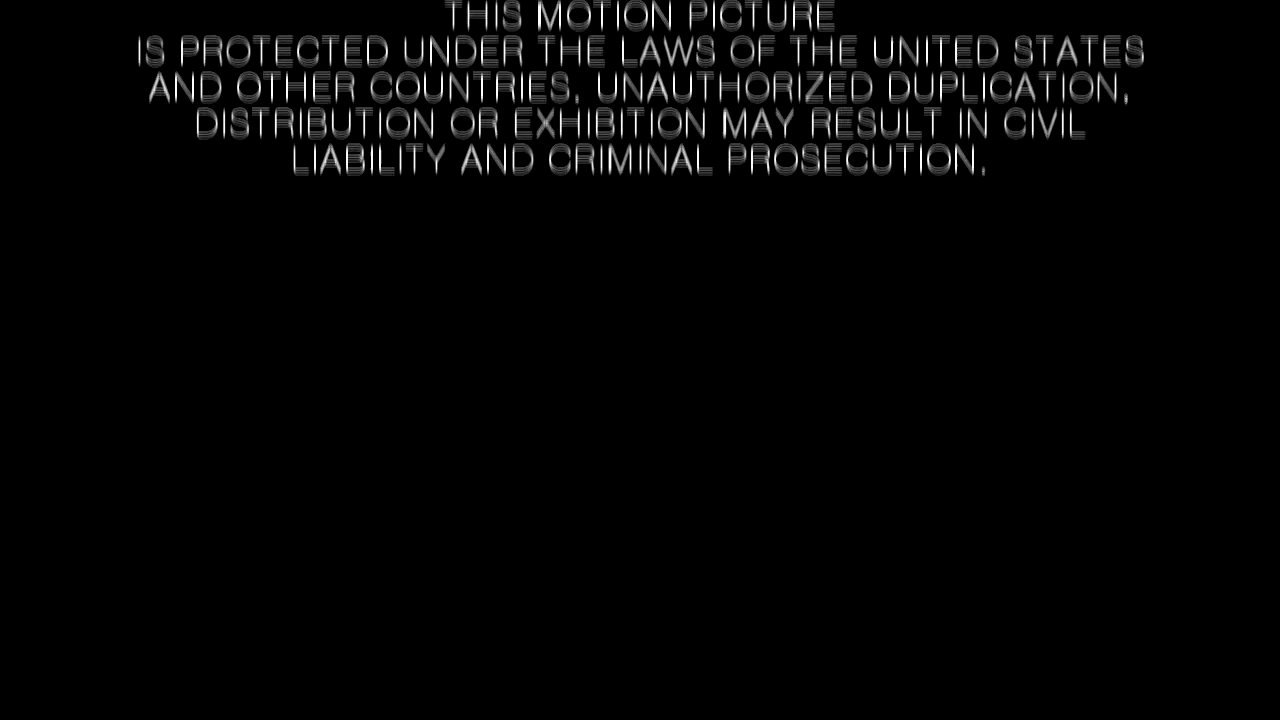 THIS MOTION PICTURE
IS PROTECTED UNDER THE LAWS OF THE UNITED STATES
AND OTHER COUNTRIES. UNAUTHORIZED DUPLICATION,
DISTRIBUTION OR EXHIBITION MAY RESULT IN CIVIL
LIABILITY AND CRIMINAL PROSECUTION.